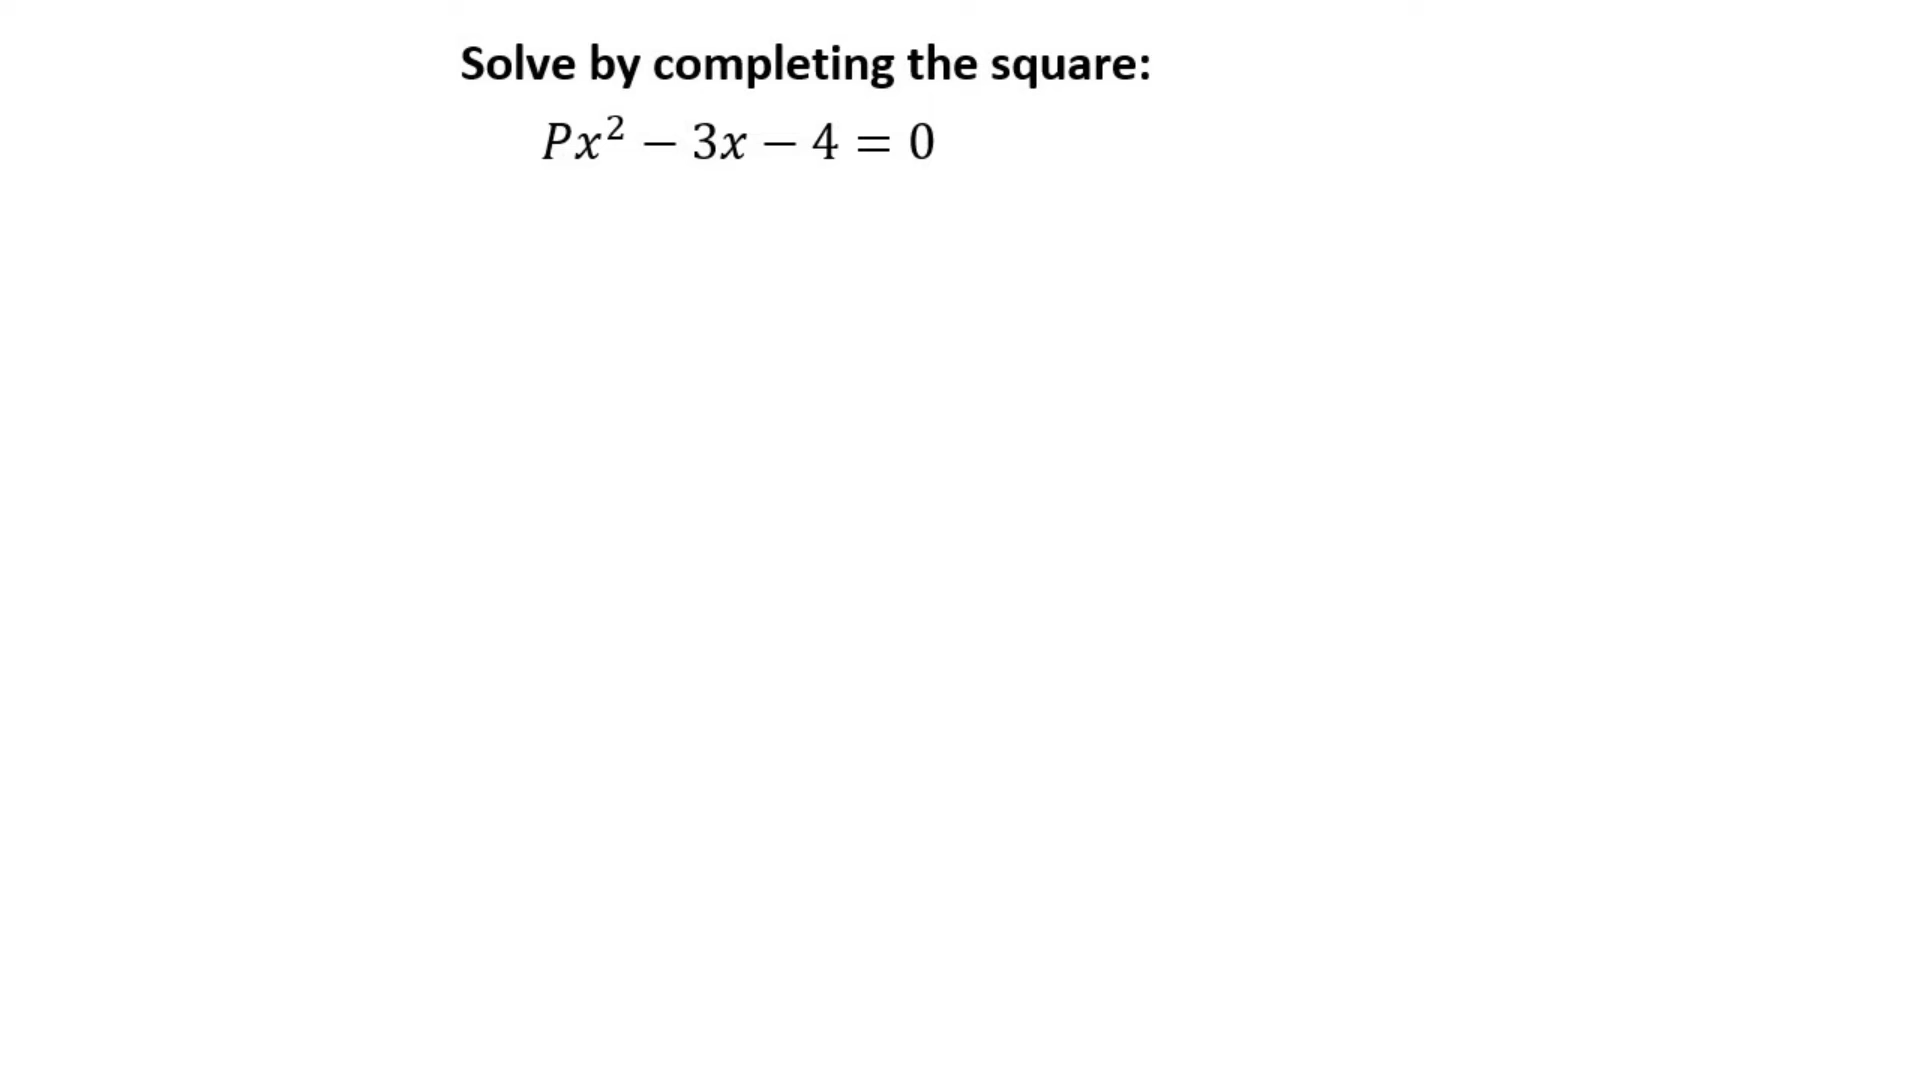 Solve by completing the square:
Px² − 3x − 4 = 0